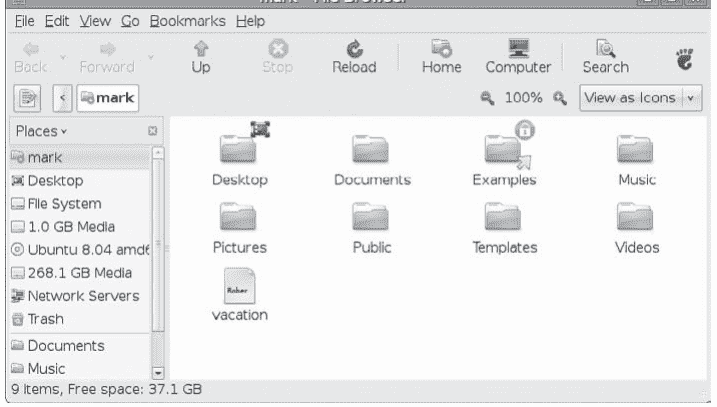 mark - File Browser
File Edit View Go Bookmarks Help
Back Forward Up Stop Reload Home Computer Search
mark 100% View as Icons
Places
mark
Desktop
File System
1.0 GB Media
Ubuntu 8.04 amd6
268.1 GB Media
Network Servers
Trash
Documents
Music
Desktop Documents Examples Music
Pictures Public Templates Videos
Rober
vacation
9 items, Free space: 37.1 GB